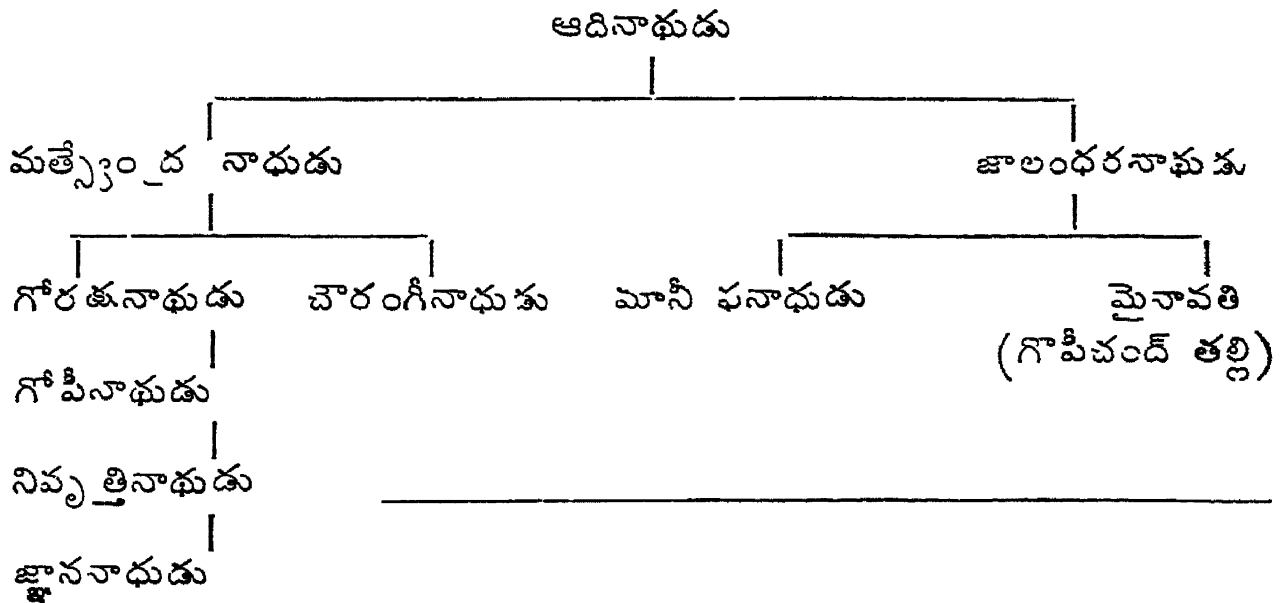 ఆదినాథుడు
మత్స్యేంద్ర నాధుడు జాలంధరనాథుడు
గోరక్షనాథుడు చౌరంగీనాధుడు మానీ ఫనాధుడు మైనావతి
(గొపీచంద్ తల్లి)
గోపీనాథుడు
నివృత్తినాథుడు
జ్ఞాననాధుడు